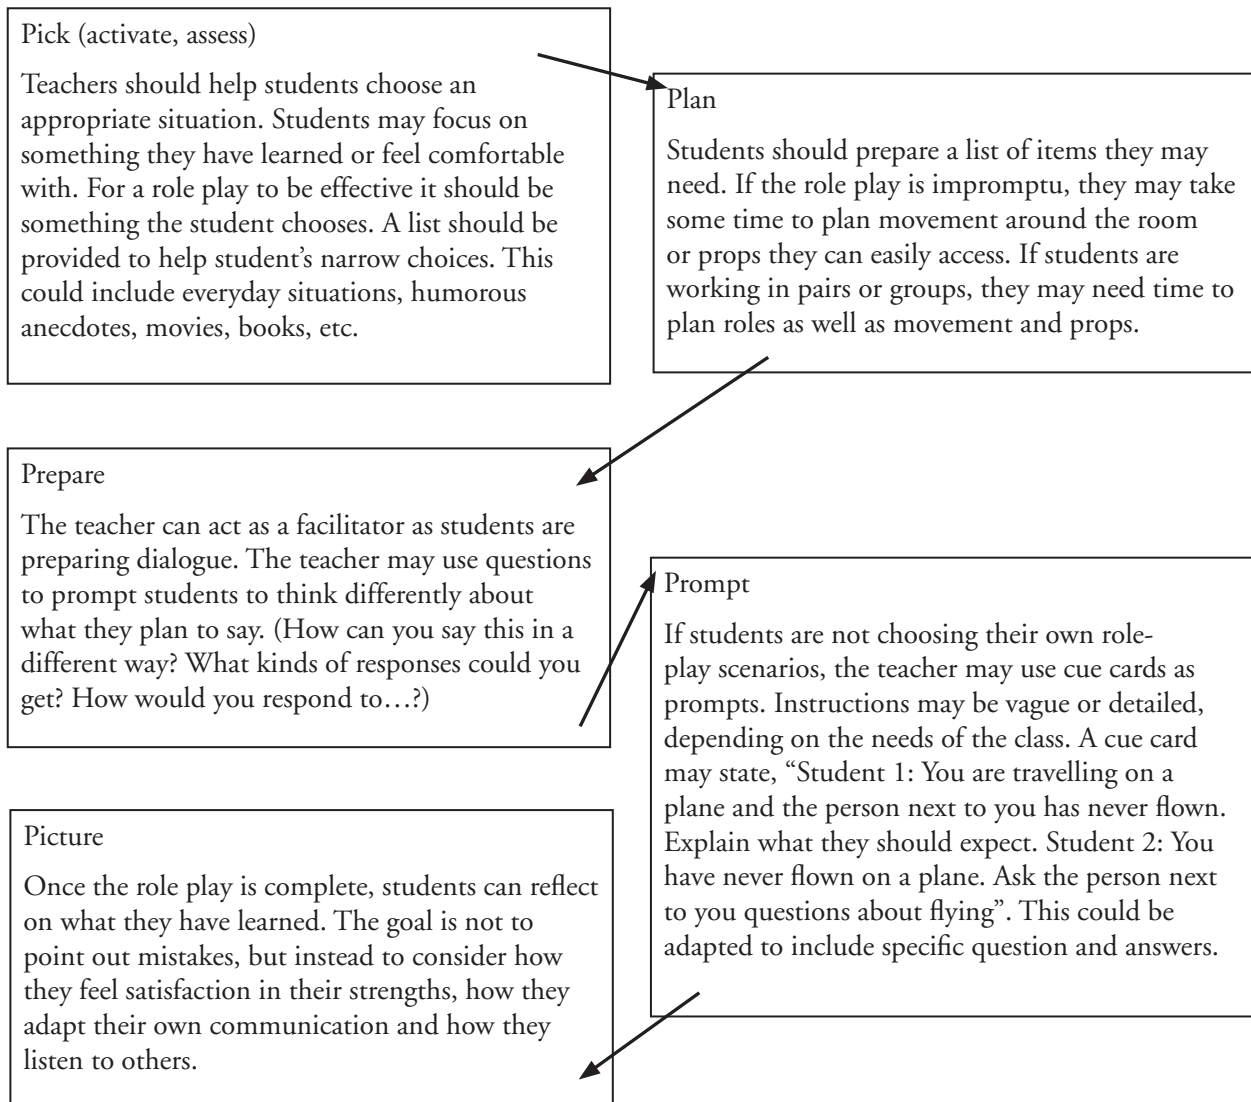 Pick (activate, assess)
Teachers should help students choose an
appropriate situation. Students may focus on
something they have learned or feel comfortable
with. For a role play to be effective it should be
something the student chooses. A list should be
provided to help student’s narrow choices. This
could include everyday situations, humorous
anecdotes, movies, books, etc.
Plan
Students should prepare a list of items they may
need. If the role play is impromptu, they may take
some time to plan movement around the room
or props they can easily access. If students are
working in pairs or groups, they may need time to
plan roles as well as movement and props.
Prepare
The teacher can act as a facilitator as students are
preparing dialogue. The teacher may use questions
to prompt students to think differently about
what they plan to say. (How can you say this in a
different way? What kinds of responses could you
get? How would you respond to…?)
Prompt
If students are not choosing their own role-
play scenarios, the teacher may use cue cards as
prompts. Instructions may be vague or detailed,
depending on the needs of the class. A cue card
may state, “Student 1: You are travelling on a
plane and the person next to you has never flown.
Explain what they should expect. Student 2: You
have never flown on a plane. Ask the person next
to you questions about flying”. This could be
adapted to include specific question and answers.
Picture
Once the role play is complete, students can reflect
on what they have learned. The goal is not to
point out mistakes, but instead to consider how
they feel satisfaction in their strengths, how they
adapt their own communication and how they
listen to others.